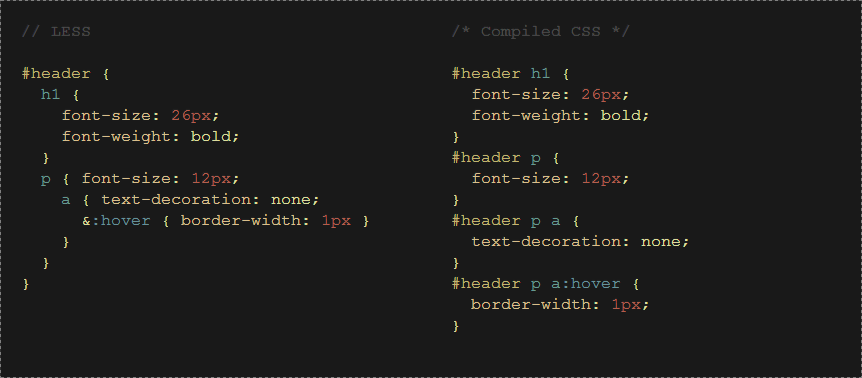 // LESS
#header {
  h1 {
    font-size: 26px;
    font-weight: bold;
  }
  p { font-size: 12px;
    a { text-decoration: none;
      &:hover { border-width: 1px }
    }
  }
}
/* Compiled CSS */
#header h1 {
  font-size: 26px;
  font-weight: bold;
}
#header p {
  font-size: 12px;
}
#header p a {
  text-decoration: none;
}
#header p a:hover {
  border-width: 1px;
}